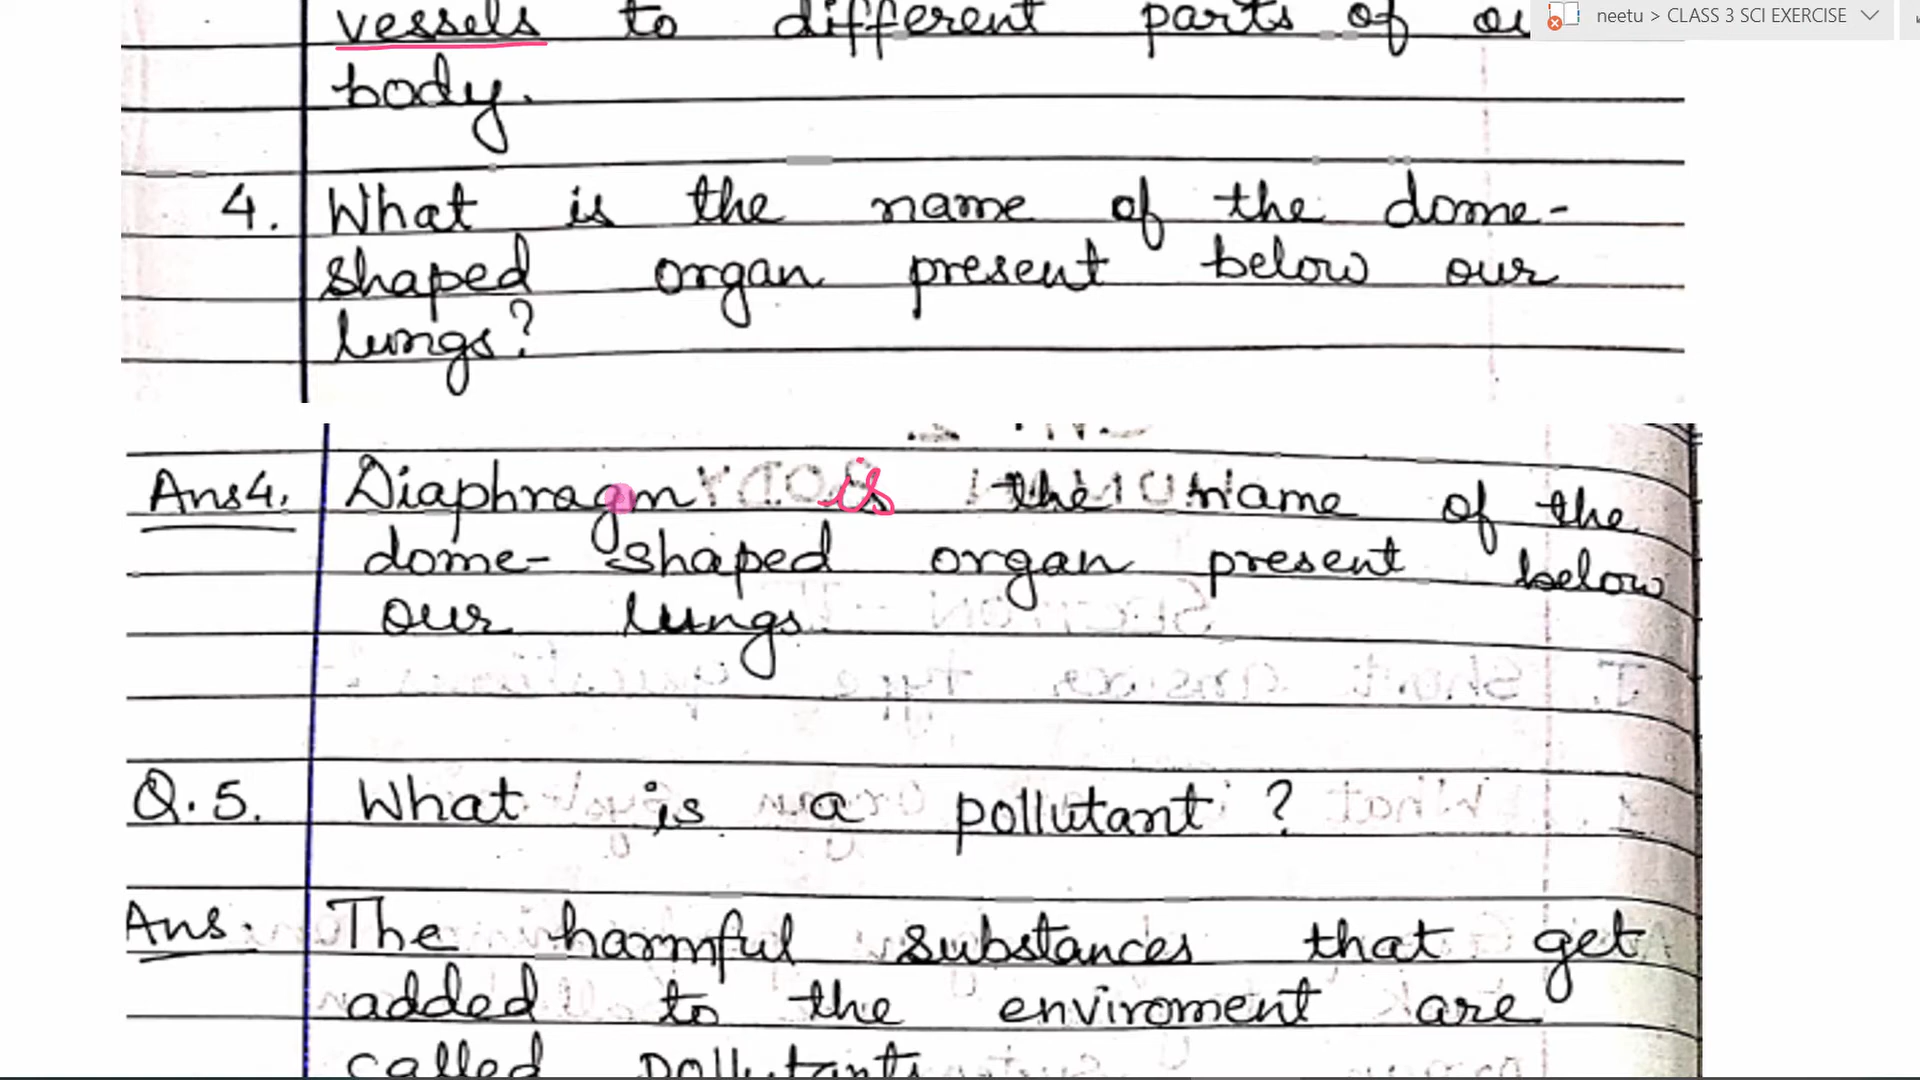 vessels to different parts of ou
neetu > CLASS 3 SCI EXERCISE
body.
4. What is the name of the dome-
shaped organ present below our
lungs?
Ans4. Diaphragm is the name of the
dome- shaped organ present below
our lungs.
Q.5. What is a pollutant ?
Ans. The harmful substances that get
added to the enviroment are
called pollutants.